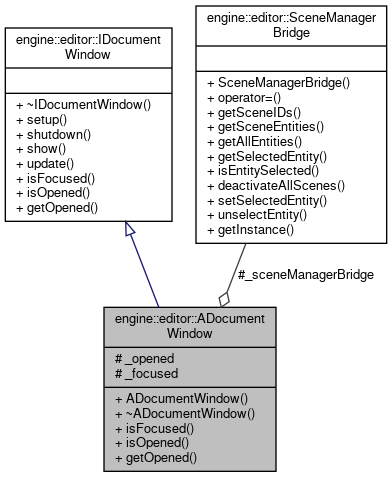 engine::editor::IDocument
Window
+ ~IDocumentWindow()
+ setup()
+ shutdown()
+ show()
+ update()
+ isFocused()
+ isOpened()
+ getOpened()
engine::editor::SceneManager
Bridge
+ SceneManagerBridge()
+ operator=()
+ getSceneIDs()
+ getSceneEntities()
+ getAllEntities()
+ getSelectedEntity()
+ isEntitySelected()
+ deactivateAllScenes()
+ setSelectedEntity()
+ unselectEntity()
+ getInstance()
#_sceneManagerBridge
engine::editor::ADocument
Window
# _opened
# _focused
+ ADocumentWindow()
+ ~ADocumentWindow()
+ isFocused()
+ isOpened()
+ getOpened()